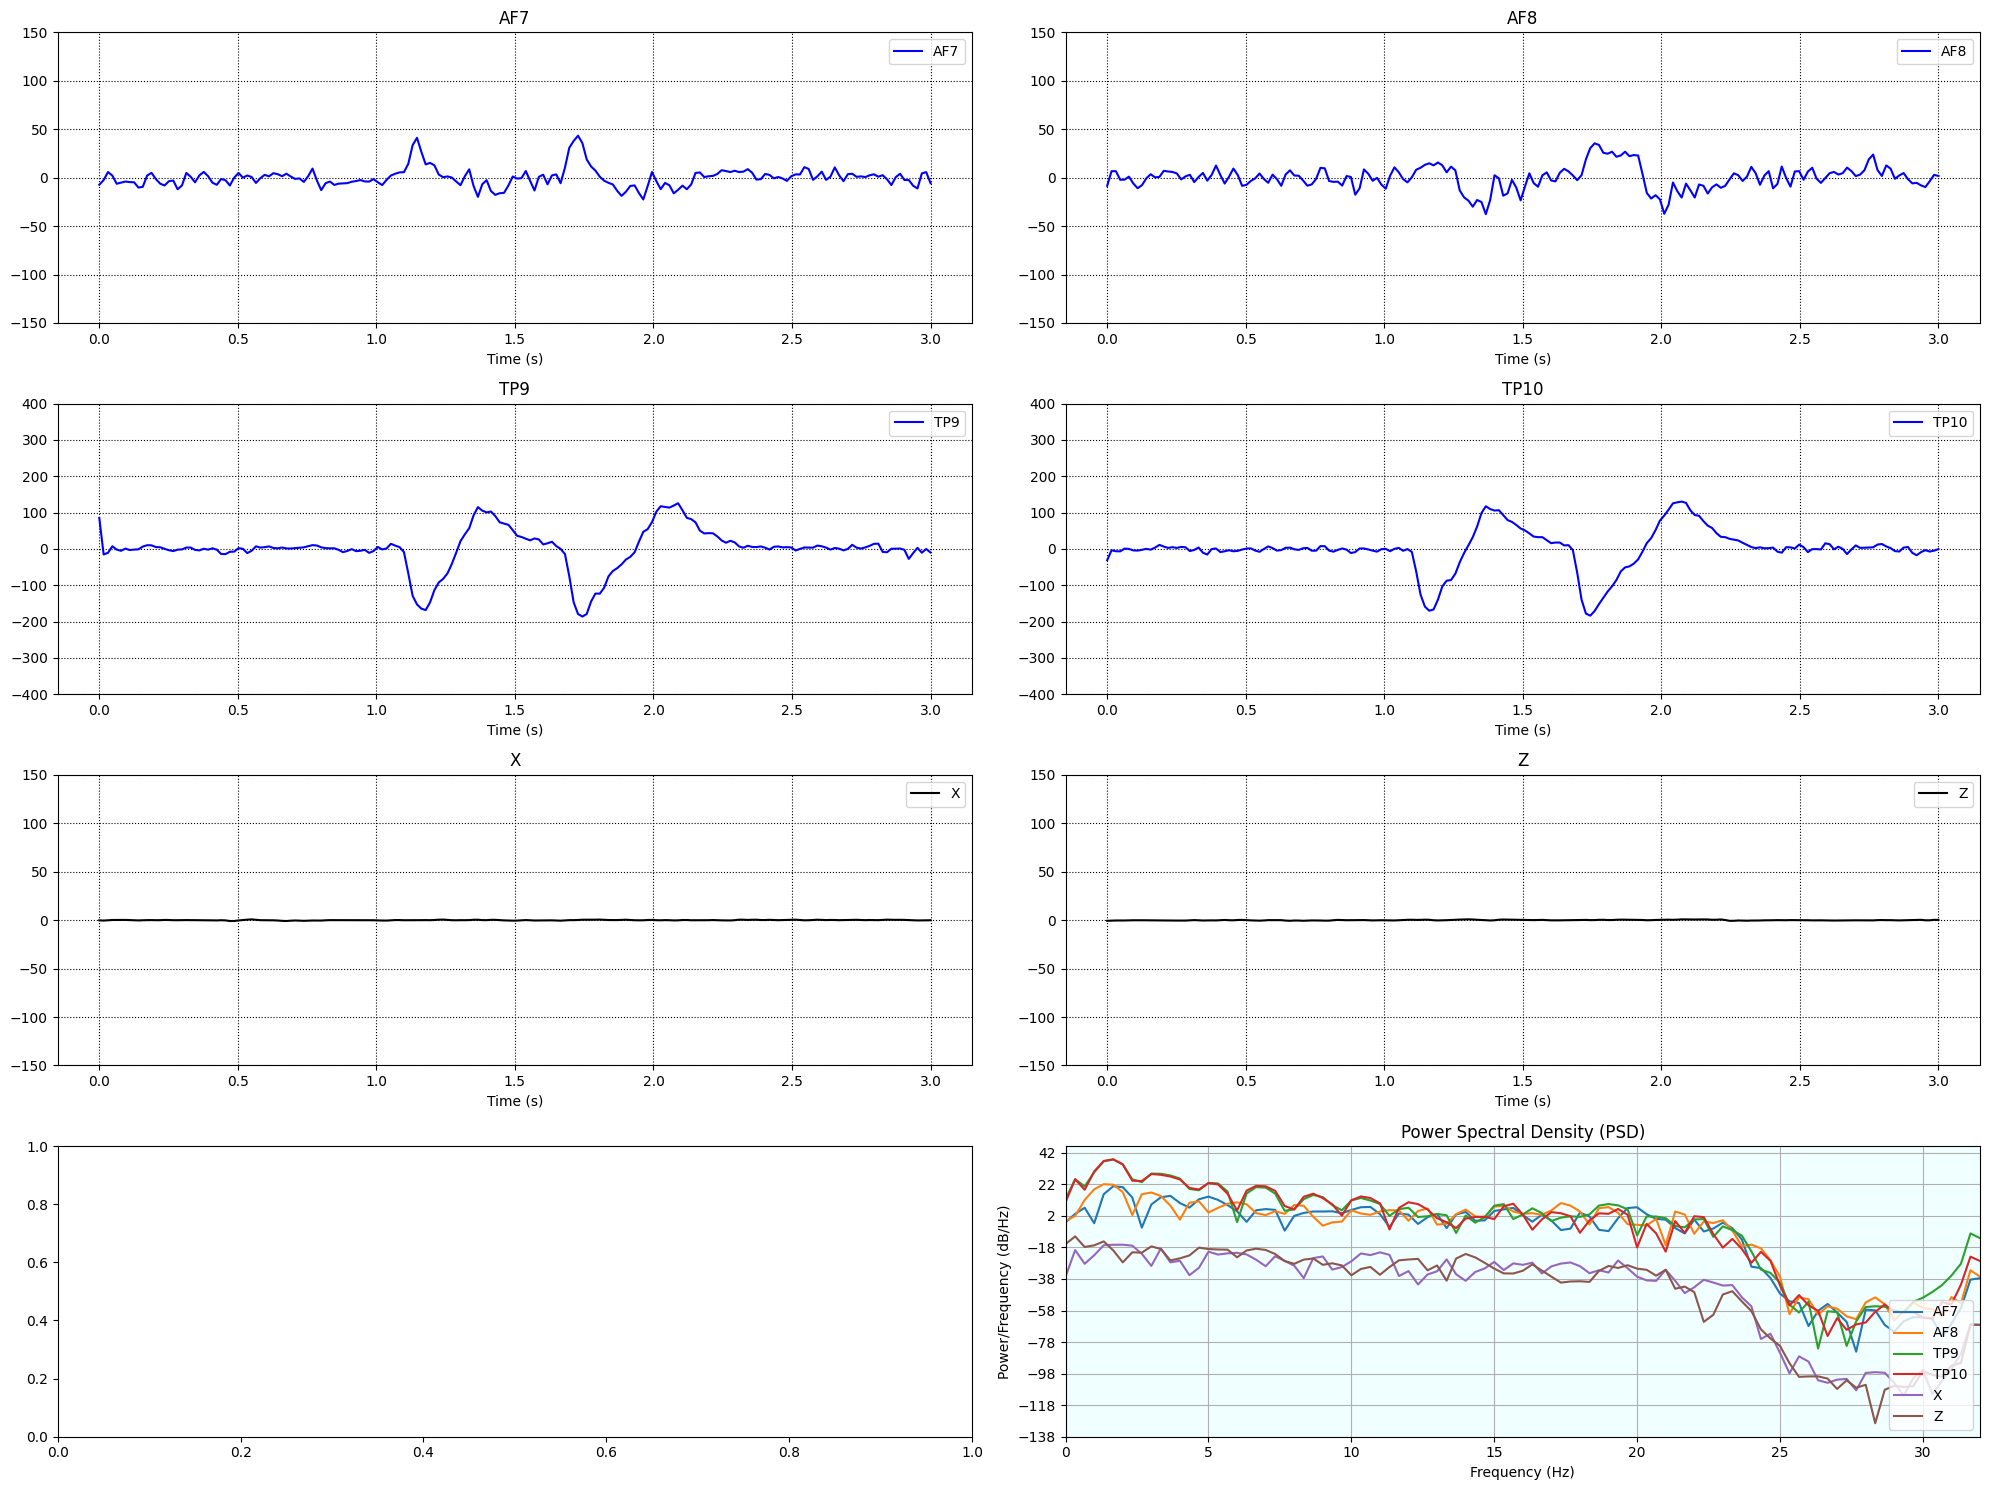 AF7
AF8
150
100
50
0
−50
−100
−150
AF7
150
100
50
0
−50
−100
−150
AF8
0.0 0.5 1.0 1.5 2.0 2.5 3.0
0.0 0.5 1.0 1.5 2.0 2.5 3.0
Time (s)
Time (s)
TP9
TP10
400
300
200
100
0
−100
−200
−300
−400
TP9
400
300
200
100
0
−100
−200
−300
−400
TP10
0.0 0.5 1.0 1.5 2.0 2.5 3.0
0.0 0.5 1.0 1.5 2.0 2.5 3.0
Time (s)
Time (s)
X
Z
150
100
50
0
−50
−100
−150
X
150
100
50
0
−50
−100
−150
Z
0.0 0.5 1.0 1.5 2.0 2.5 3.0
0.0 0.5 1.0 1.5 2.0 2.5 3.0
Time (s)
Time (s)
1.0
0.8
0.6
0.4
0.2
0.0
0.0 0.2 0.4 0.6 0.8 1.0
Power Spectral Density (PSD)
Power/Frequency (dB/Hz)
42
22
2
−18
−38
−58
−78
−98
−118
−138
AF7
AF8
TP9
TP10
X
Z
0 5 10 15 20 25 30
Frequency (Hz)